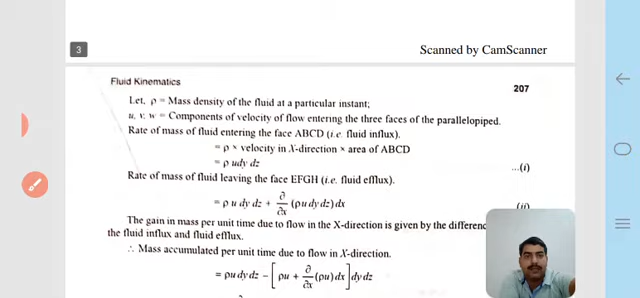 3
Scanned by CamScanner
Fluid Kinematics
207
Let, ρ = Mass density of the fluid at a particular instant;
u, v, w = Components of velocity of flow entering the three faces of the parallelopiped.
Rate of mass of fluid entering the face ABCD (i.e. fluid influx).
= ρ × velocity in X-direction × area of ABCD
= ρ udy dz ...(i)
Rate of mass of fluid leaving the face EFGH (i.e. fluid efflux).
= ρ u dy dz + ∂/∂x (ρu dy dz) dx (ii)
The gain in mass per unit time due to flow in the X-direction is given by the
the fluid influx and fluid efflux.
∴ Mass accumulated per unit time due to flow in X-direction.
= ρu dy dz − [ρu + ∂/∂x (ρu) dx] dy dz